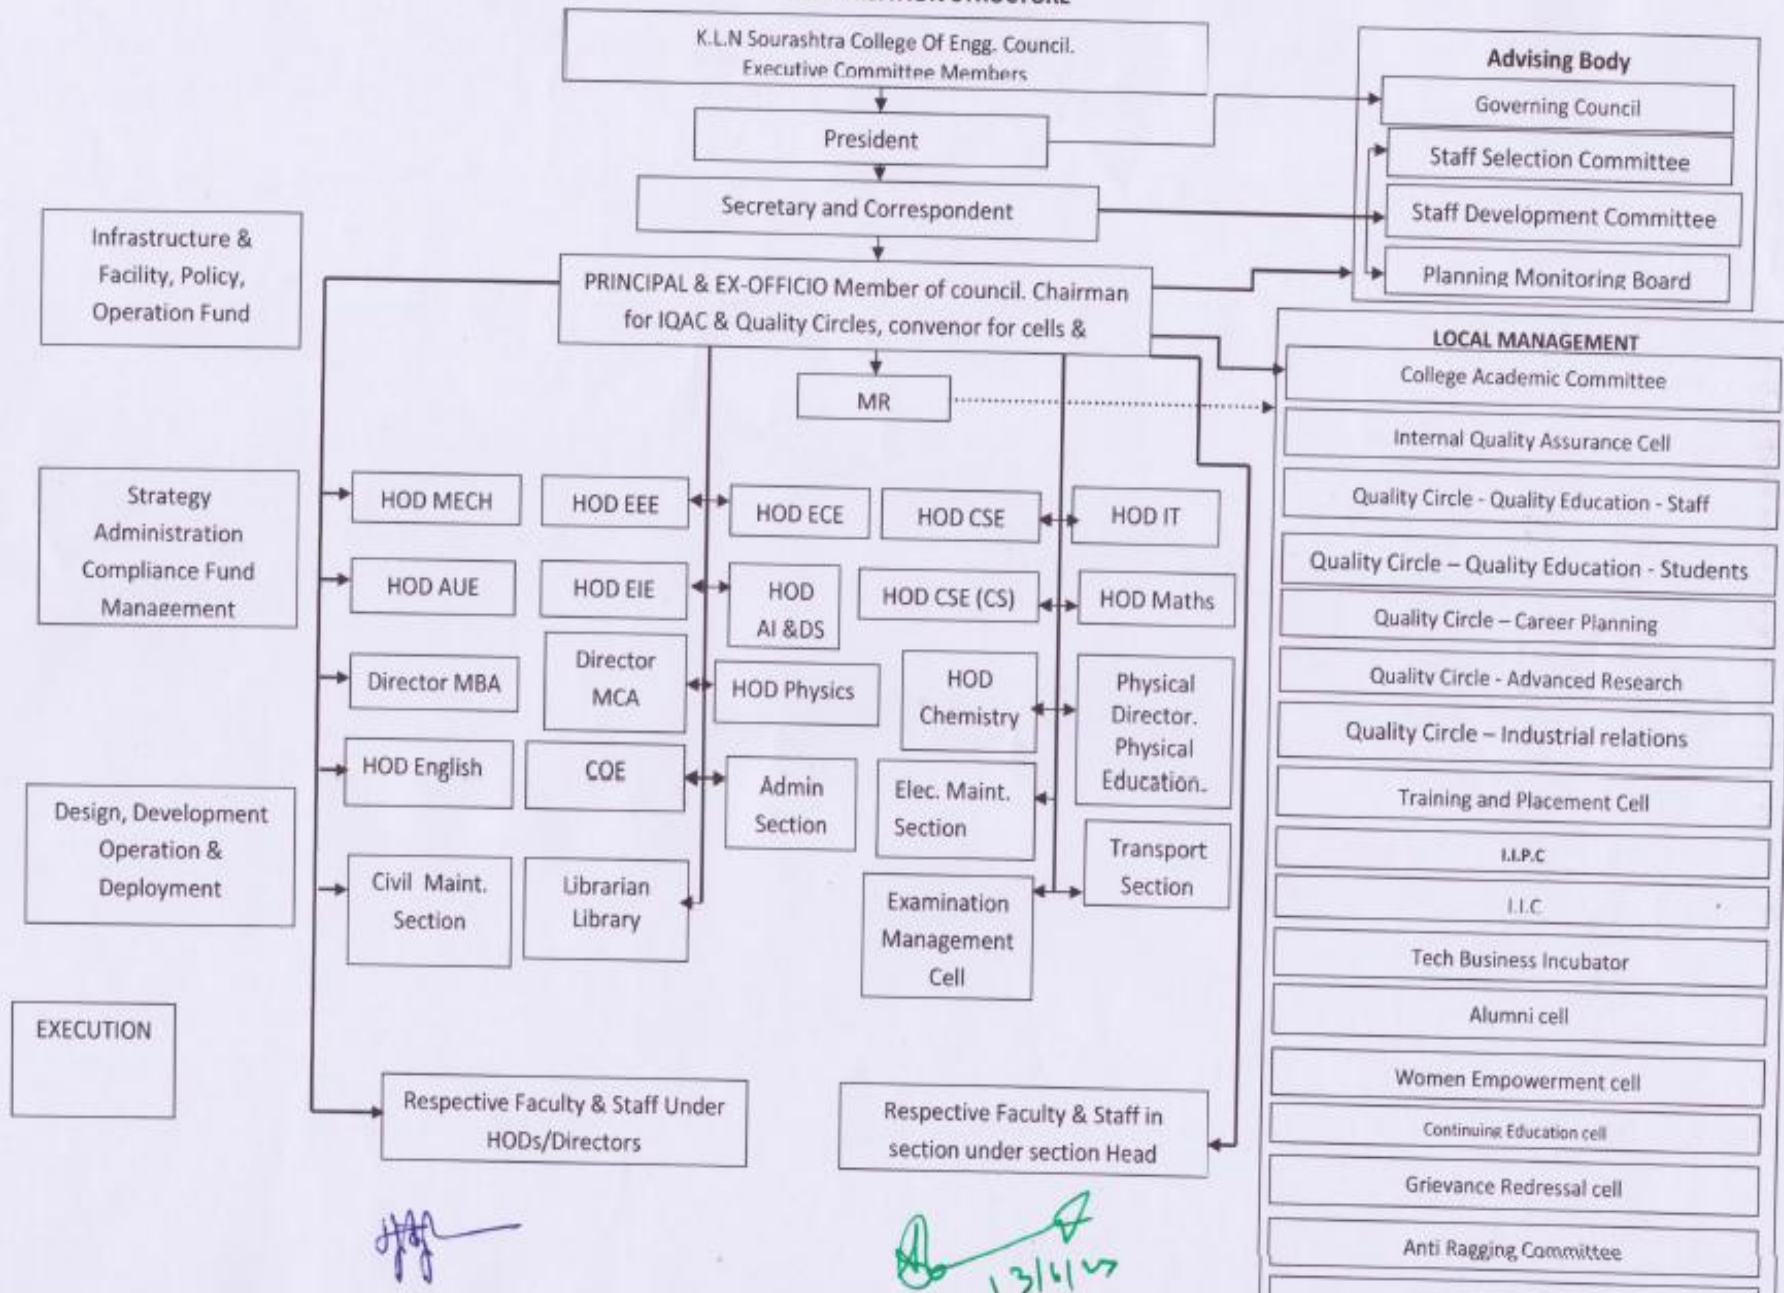 K.L.N Sourashtra College Of Engg. Council.
Executive Committee Members
President
Secretary and Correspondent
PRINCIPAL & EX-OFFICIO Member of council. Chairman
for IQAC & Quality Circles, convenor for cells &
MR
Advising Body
Governing Council
Staff Selection Committee
Staff Development Committee
Planning Monitoring Board
Infrastructure &
Facility, Policy,
Operation Fund
Strategy
Administration
Compliance Fund
Management
Design, Development
Operation &
Deployment
EXECUTION
HOD MECH
HOD EEE
HOD ECE
HOD CSE
HOD IT
HOD AUE
HOD EIE
HOD
AI &DS
HOD CSE (CS)
HOD Maths
Director MBA
Director
MCA
HOD Physics
HOD
Chemistry
Physical
Director.
Physical
Education.
HOD English
COE
Admin
Section
Elec. Maint.
Section
Transport
Section
Civil Maint.
Section
Librarian
Library
Examination
Management
Cell
Respective Faculty & Staff Under
HODs/Directors
Respective Faculty & Staff in
section under section Head
LOCAL MANAGEMENT
College Academic Committee
Internal Quality Assurance Cell
Quality Circle - Quality Education - Staff
Quality Circle – Quality Education - Students
Quality Circle – Career Planning
Quality Circle - Advanced Research
Quality Circle – Industrial relations
Training and Placement Cell
I.I.P.C
I.I.C
Tech Business Incubator
Alumni cell
Women Empowerment cell
Continuing Education cell
Grievance Redressal cell
Anti Ragging Committee